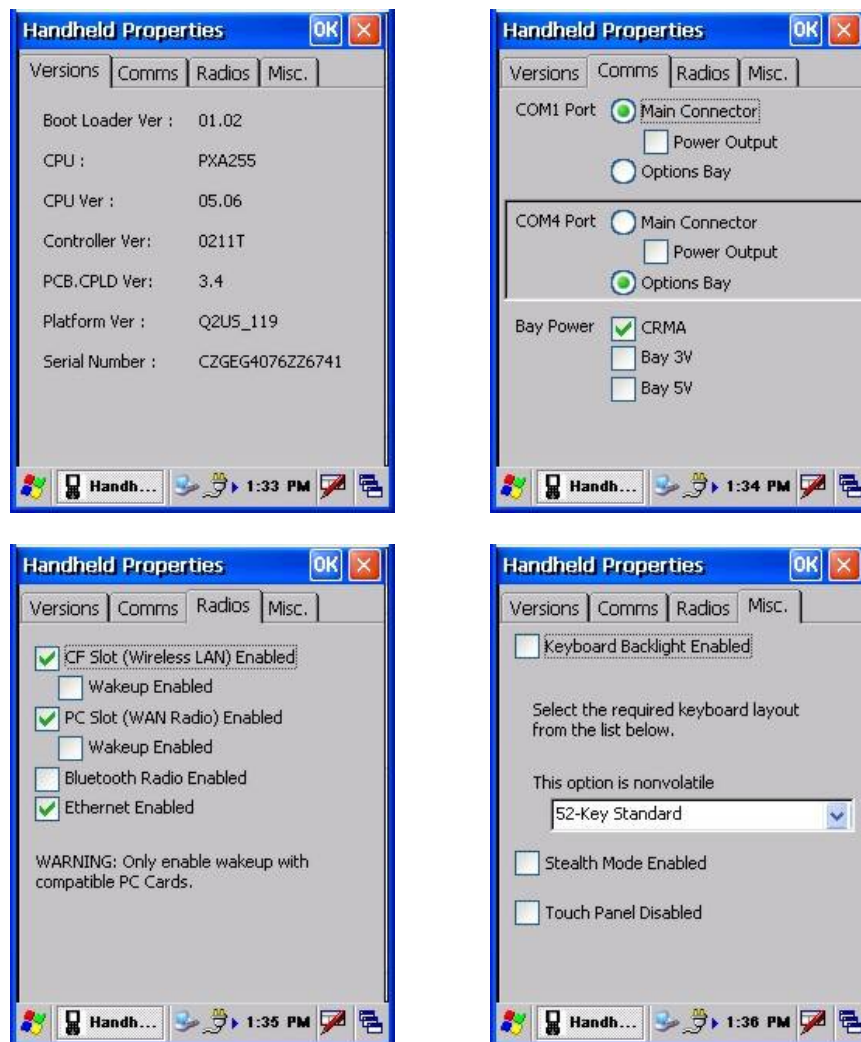 Handheld Properties OK
Versions Comms Radios Misc.
Boot Loader Ver : 01.02
CPU : PXA255
CPU Ver : 05.06
Controller Ver: 0211T
PCB.CPLD Ver: 3.4
Platform Ver : Q2U5_119
Serial Number : CZGEG4076ZZ6741
Handh... 1:33 PM
Handheld Properties OK
Versions Comms Radios Misc.
COM1 Port Main Connector
Power Output
Options Bay
COM4 Port Main Connector
Power Output
Options Bay
Bay Power CRMA
Bay 3V
Bay 5V
Handh... 1:34 PM
Handheld Properties OK
Versions Comms Radios Misc.
CF Slot (Wireless LAN) Enabled
Wakeup Enabled
PC Slot (WAN Radio) Enabled
Wakeup Enabled
Bluetooth Radio Enabled
Ethernet Enabled
WARNING: Only enable wakeup with
compatible PC Cards.
Handh... 1:35 PM
Handheld Properties OK
Versions Comms Radios Misc.
Keyboard Backlight Enabled
Select the required keyboard layout
from the list below.
This option is nonvolatile
52-Key Standard
Stealth Mode Enabled
Touch Panel Disabled
Handh... 1:36 PM